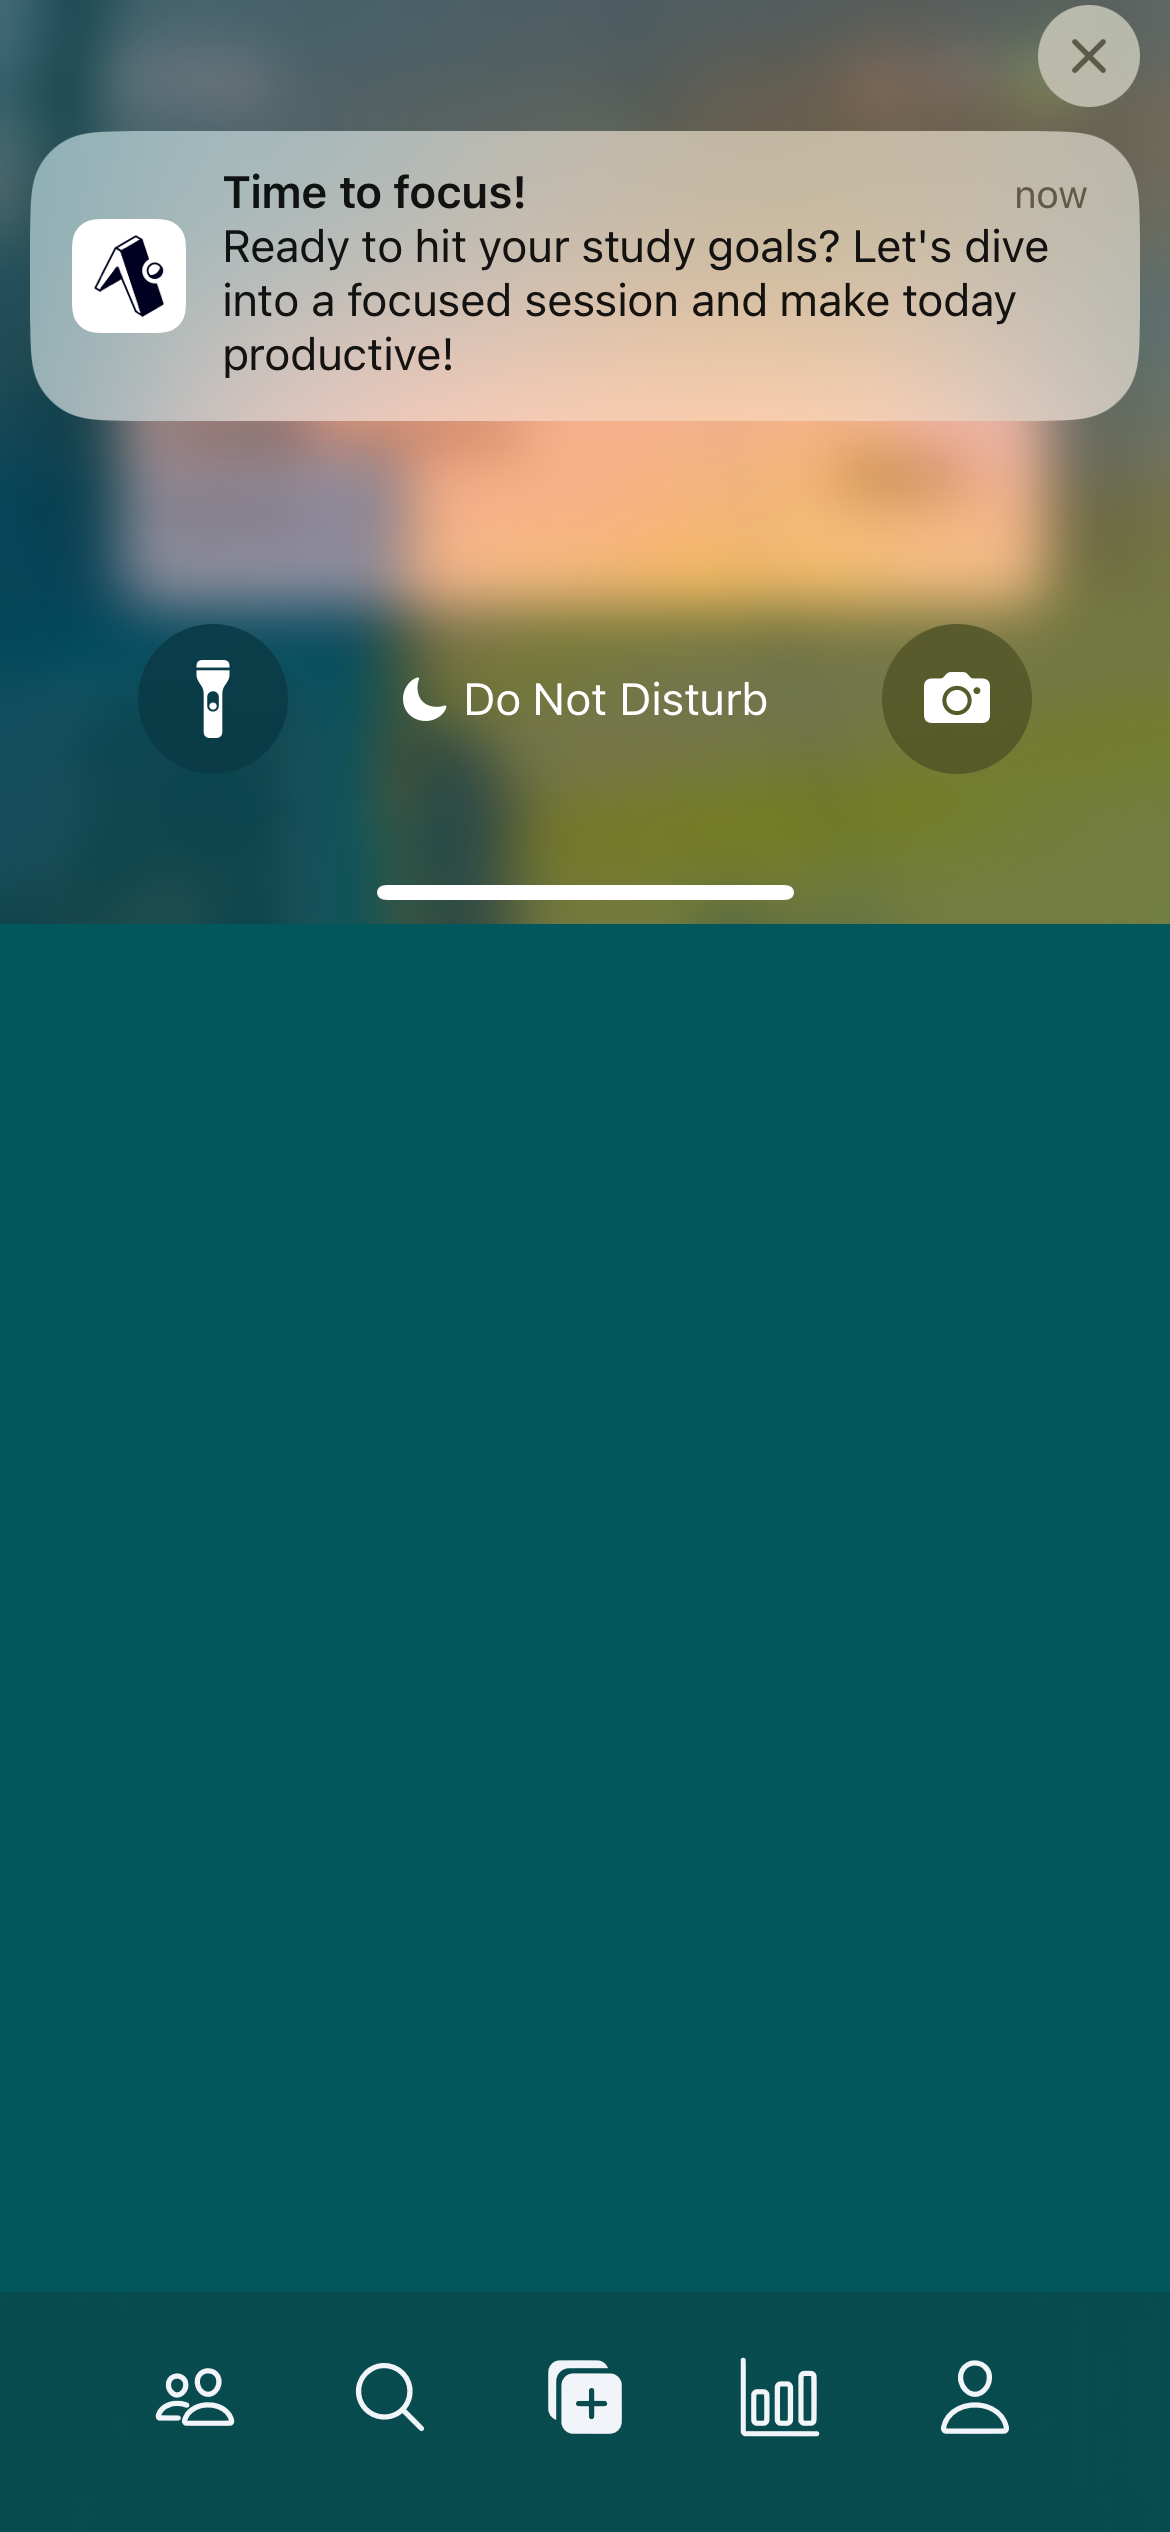 Time to focus!
now
Ready to hit your study goals? Let's dive
into a focused session and make today
productive!
Do Not Disturb